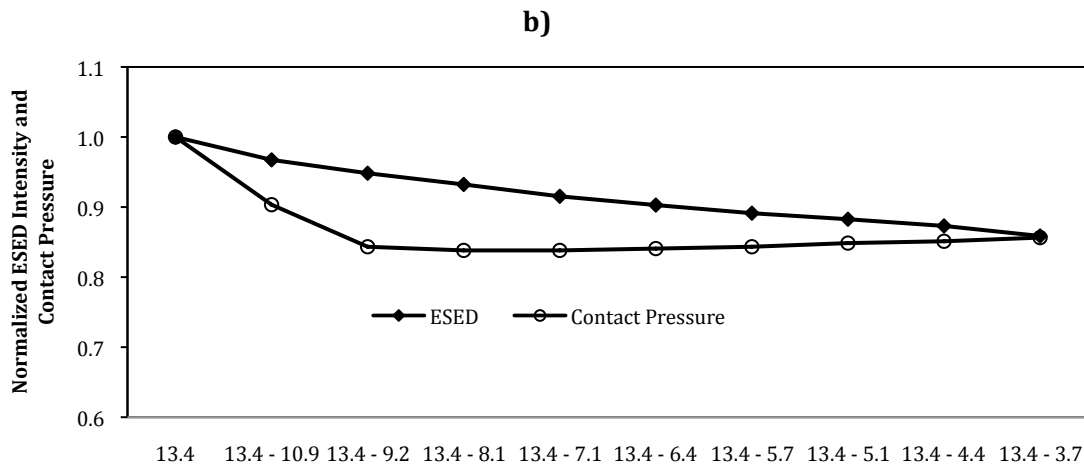 b)
Normalized ESED Intensity and
Contact Pressure
1.1
1.0
0.9
0.8
0.7
0.6
ESED Contact Pressure
13.4 13.4 - 10.9 13.4 - 9.2 13.4 - 8.1 13.4 - 7.1 13.4 - 6.4 13.4 - 5.7 13.4 - 5.1 13.4 - 4.4 13.4 - 3.7